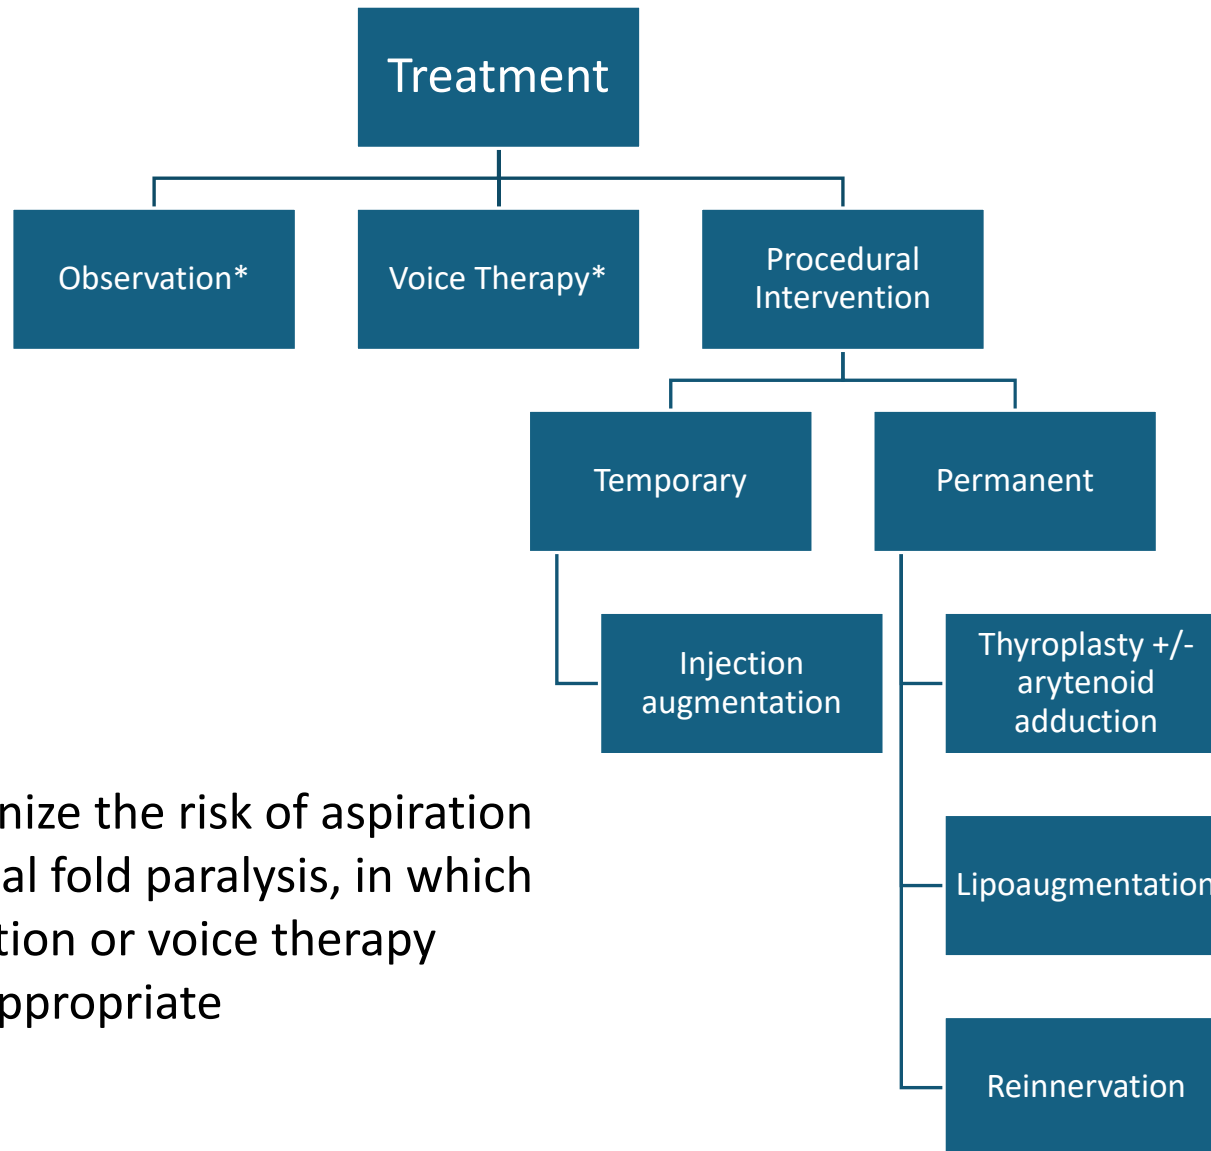 Treatment
Observation*
Voice Therapy*
Procedural
Intervention
Temporary
Permanent
Injection
augmentation
Thyroplasty +/-
arytenoid
adduction
Lipoaugmentation
Reinnervation
nize the risk of aspiration
al fold paralysis, in which
tion or voice therapy
ppropriate